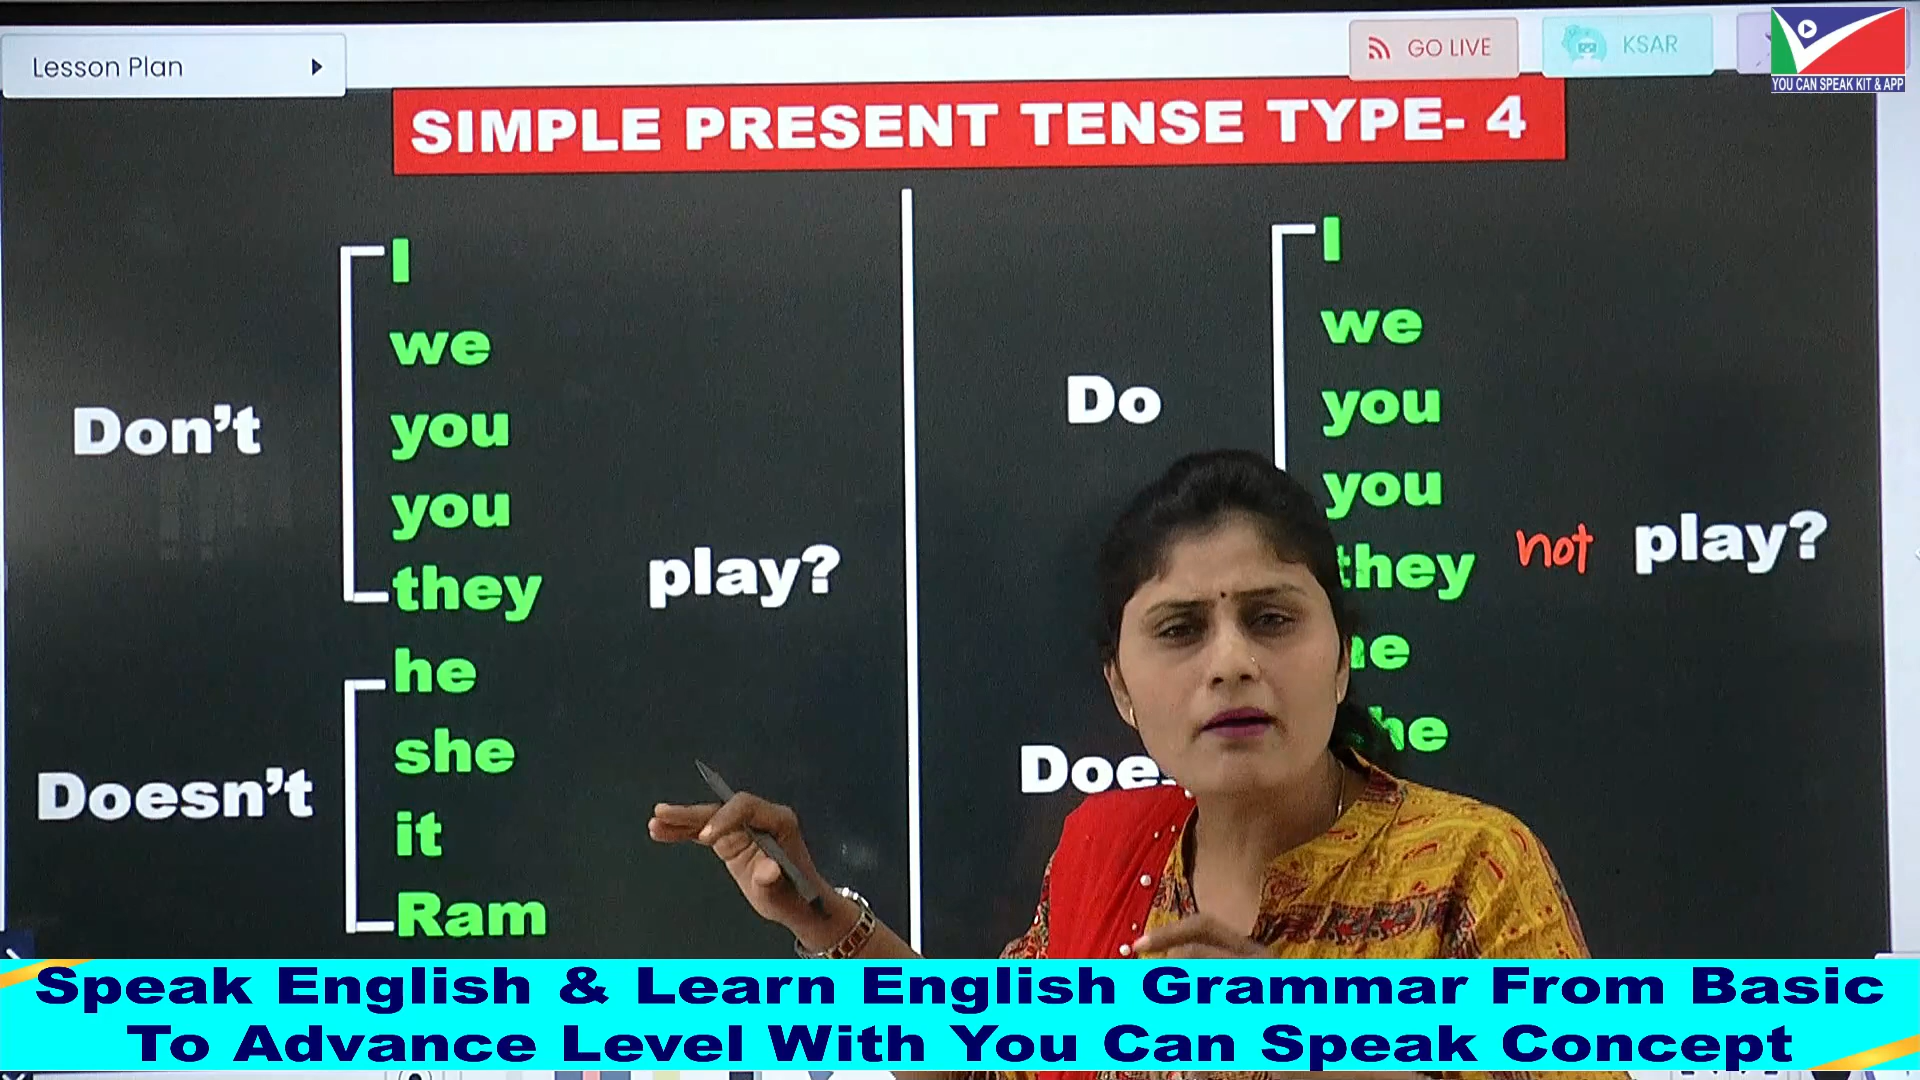 Lesson Plan
GO LIVE
KSAR
YOU CAN SPEAK KIT & APP
SIMPLE PRESENT TENSE TYPE- 4
I
we
Don't
you
you
they
play?
he
she
Doesn't
it
Ram
I
we
Do
you
you
they
not play?
Speak English & Learn English Grammar From Basic
To Advance Level With You Can Speak Concept